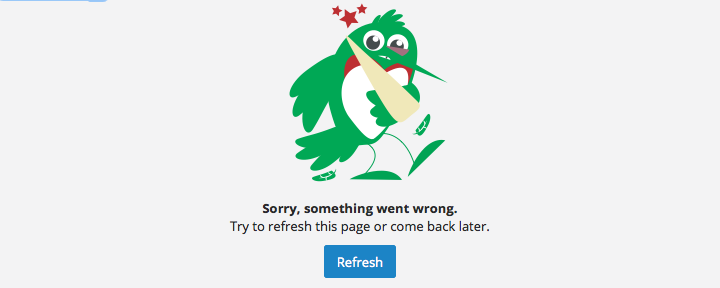 Sorry, something went wrong.
Try to refresh this page or come back later.
Refresh